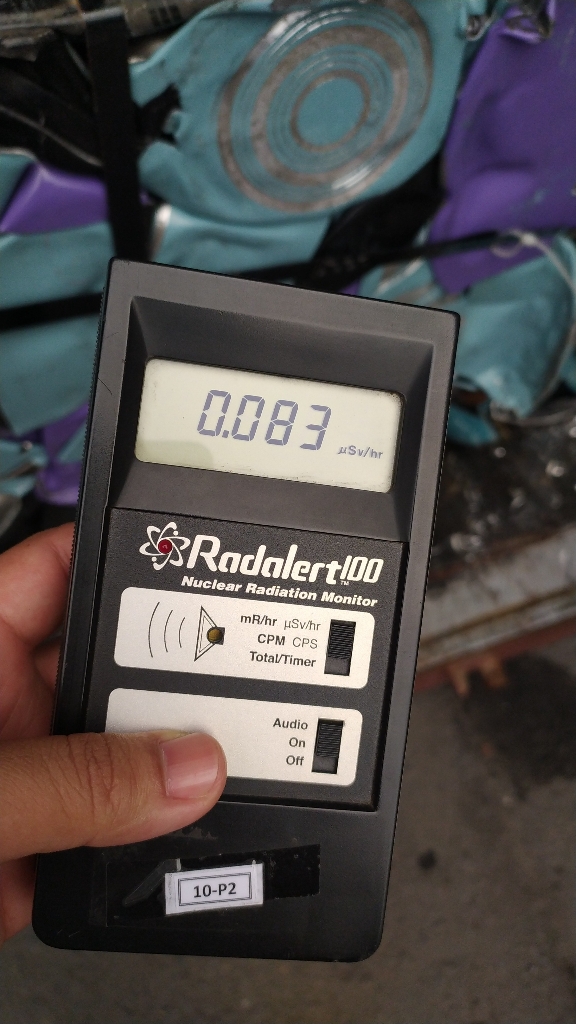 0.083
µSv/hr
Radalert100™
Nuclear Radiation Monitor
mR/hr µSv/hr
CPM CPS
Total/Timer
Audio
On
Off
10-P2